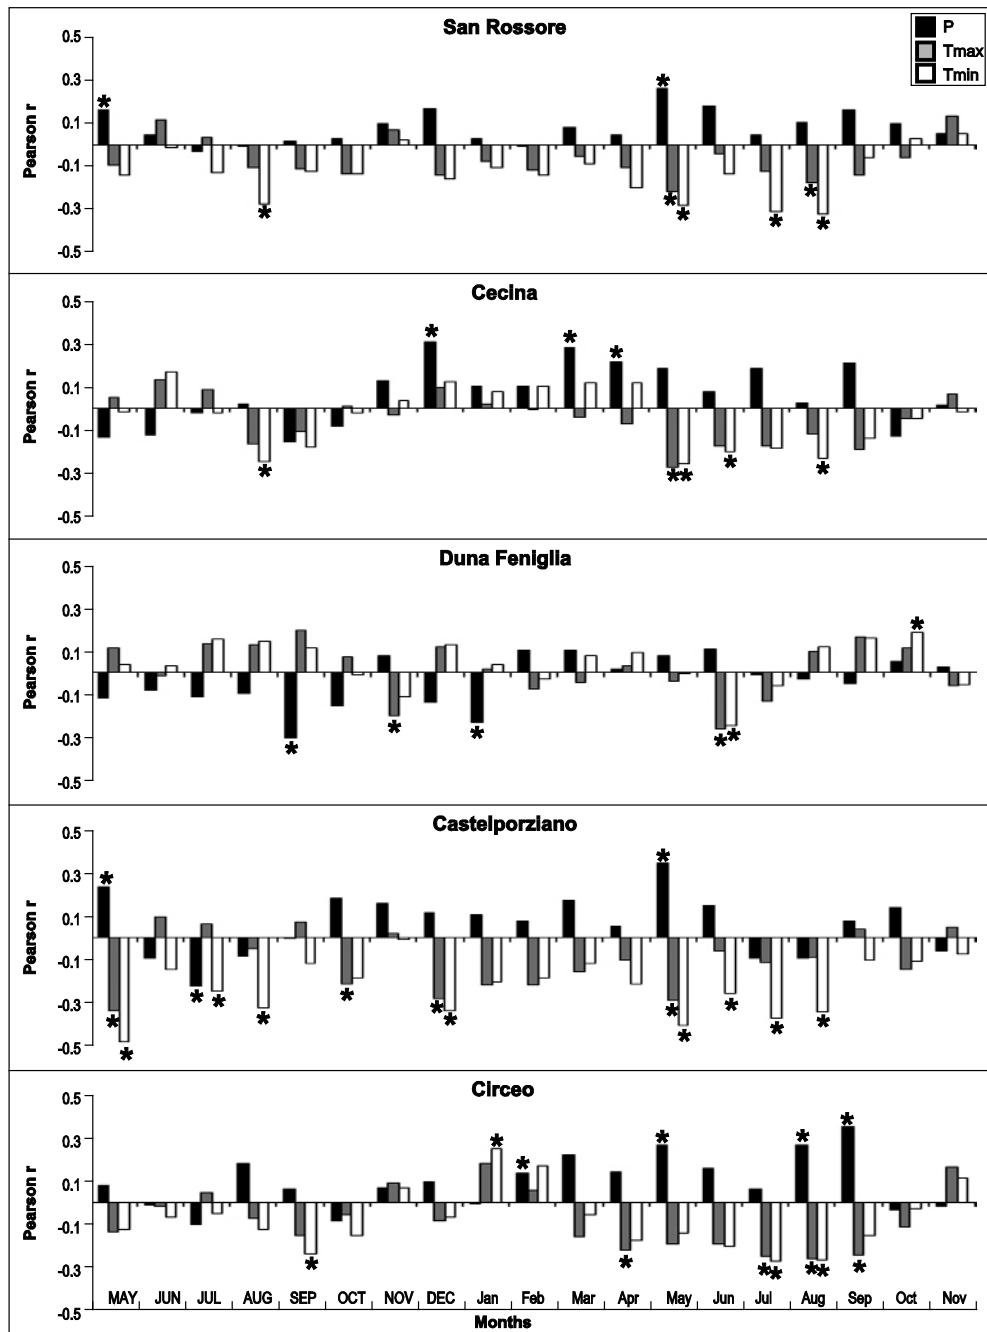 San Rossore
P
Tmax
Tmin
0.5
0.3
0.1
-0.1
-0.3
-0.5
Pearson r
* * * * * * * *
Cecina
0.5
0.3
0.1
-0.1
-0.3
-0.5
Pearson r
* * * * * * * *
Duna Feniglia
0.5
0.3
0.1
-0.1
-0.3
-0.5
Pearson r
* * * * * *
Castelporziano
0.5
0.3
0.1
-0.1
-0.3
-0.5
Pearson r
* * * * * * * * * * * * * * *
Circeo
0.5
0.3
0.1
-0.1
-0.3
-0.5
Pearson r
* * * * * * * * * * * *
MAY JUN JUL AUG SEP OCT NOV DEC Jan Feb Mar Apr May Jun Jul Aug Sep Oct Nov
Months